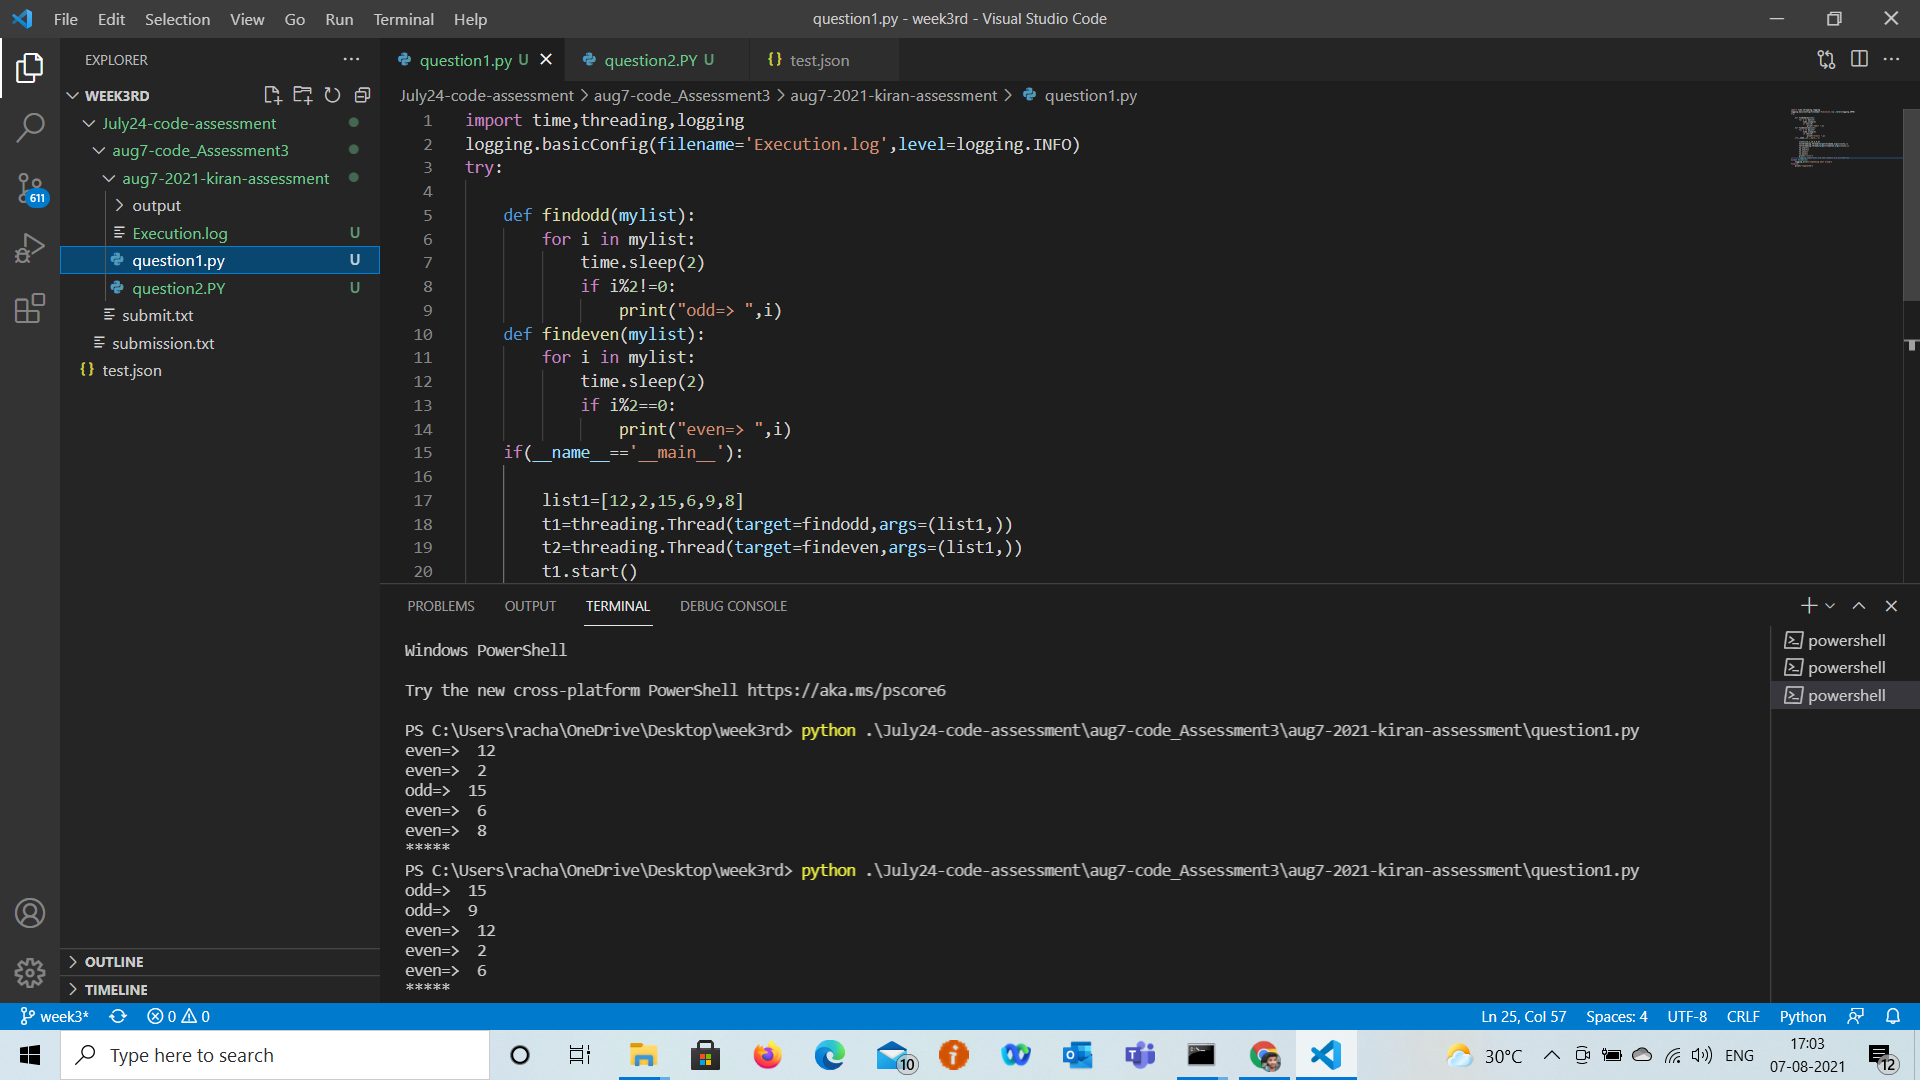 File Edit Selection View Go Run Terminal Help question1.py - week3rd - Visual Studio Code
EXPLORER
question1.py U question2.PY U test.json
WEEK3RD
July24-code-assessment > aug7-code_Assessment3 > aug7-2021-kiran-assessment > question1.py
July24-code-assessment
aug7-code_Assessment3
aug7-2021-kiran-assessment
output
Execution.log U
question1.py U
question2.PY U
submit.txt
submission.txt
test.json
611
OUTLINE
TIMELINE
1 import time,threading,logging
2 logging.basicConfig(filename='Execution.log',level=logging.INFO)
3 try:
4
5 def findodd(mylist):
6 for i in mylist:
7 time.sleep(2)
8 if i%2!=0:
9 print("odd=> ",i)
10 def findeven(mylist):
11 for i in mylist:
12 time.sleep(2)
13 if i%2==0:
14 print("even=> ",i)
15 if(__name__=='__main__'):
16
17 list1=[12,2,15,6,9,8]
18 t1=threading.Thread(target=findodd,args=(list1,))
19 t2=threading.Thread(target=findeven,args=(list1,))
20 t1.start()
PROBLEMS OUTPUT TERMINAL DEBUG CONSOLE
Windows PowerShell
Try the new cross-platform PowerShell https://aka.ms/pscore6
PS C:\Users\racha\OneDrive\Desktop\week3rd> python .\July24-code-assessment\aug7-code_Assessment3\aug7-2021-kiran-assessment\question1.py
even=>  12
even=>  2
odd=>  15
even=>  6
even=>  8
*****
PS C:\Users\racha\OneDrive\Desktop\week3rd> python .\July24-code-assessment\aug7-code_Assessment3\aug7-2021-kiran-assessment\question1.py
odd=>  15
odd=>  9
even=>  12
even=>  2
even=>  6
*****
powershell
powershell
powershell
week3* 0 0 Ln 25, Col 57 Spaces: 4 UTF-8 CRLF Python
Type here to search 10 30°C ENG 17:03
07-08-2021 12